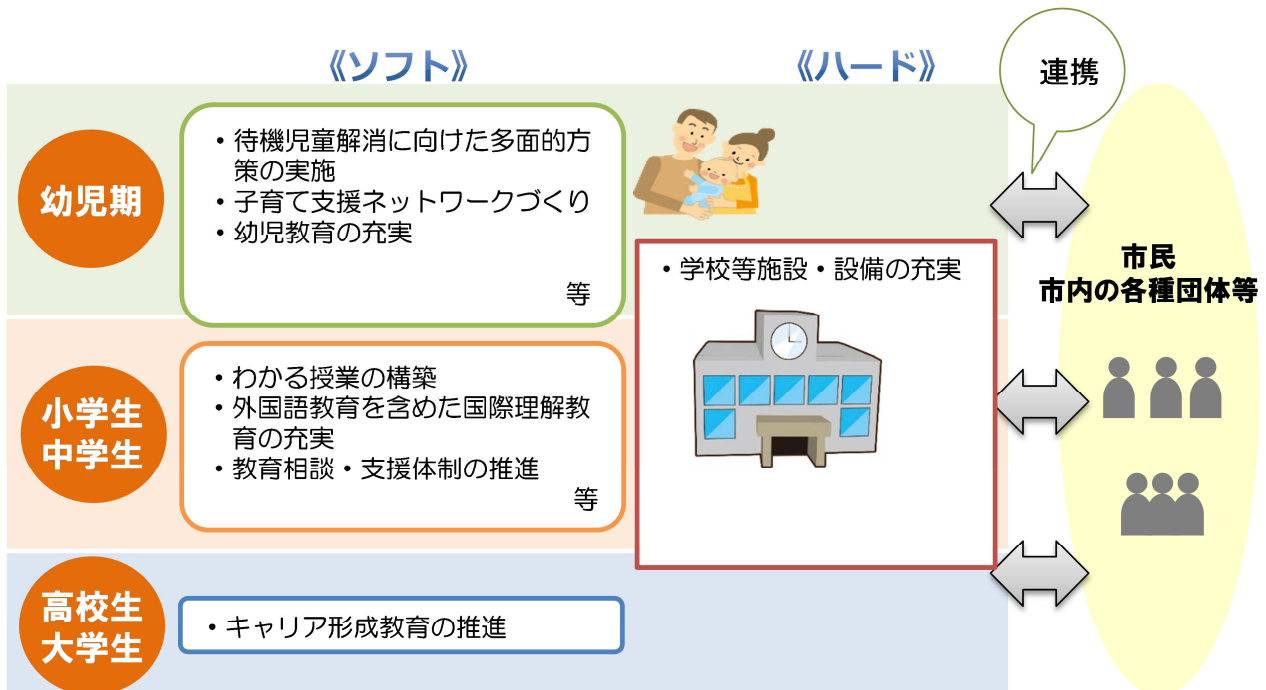 《ソフト》
《ハード》
連携
幼児期
・待機児童解消に向けた多面的方
策の実施
・子育て支援ネットワークづくり
・幼児教育の充実
等
・学校等施設・設備の充実
市民
市内の各種団体等
小学生
中学生
・わかる授業の構築
・外国語教育を含めた国際理解教
育の充実
・教育相談・支援体制の推進
等
高校生
大学生
・キャリア形成教育の推進